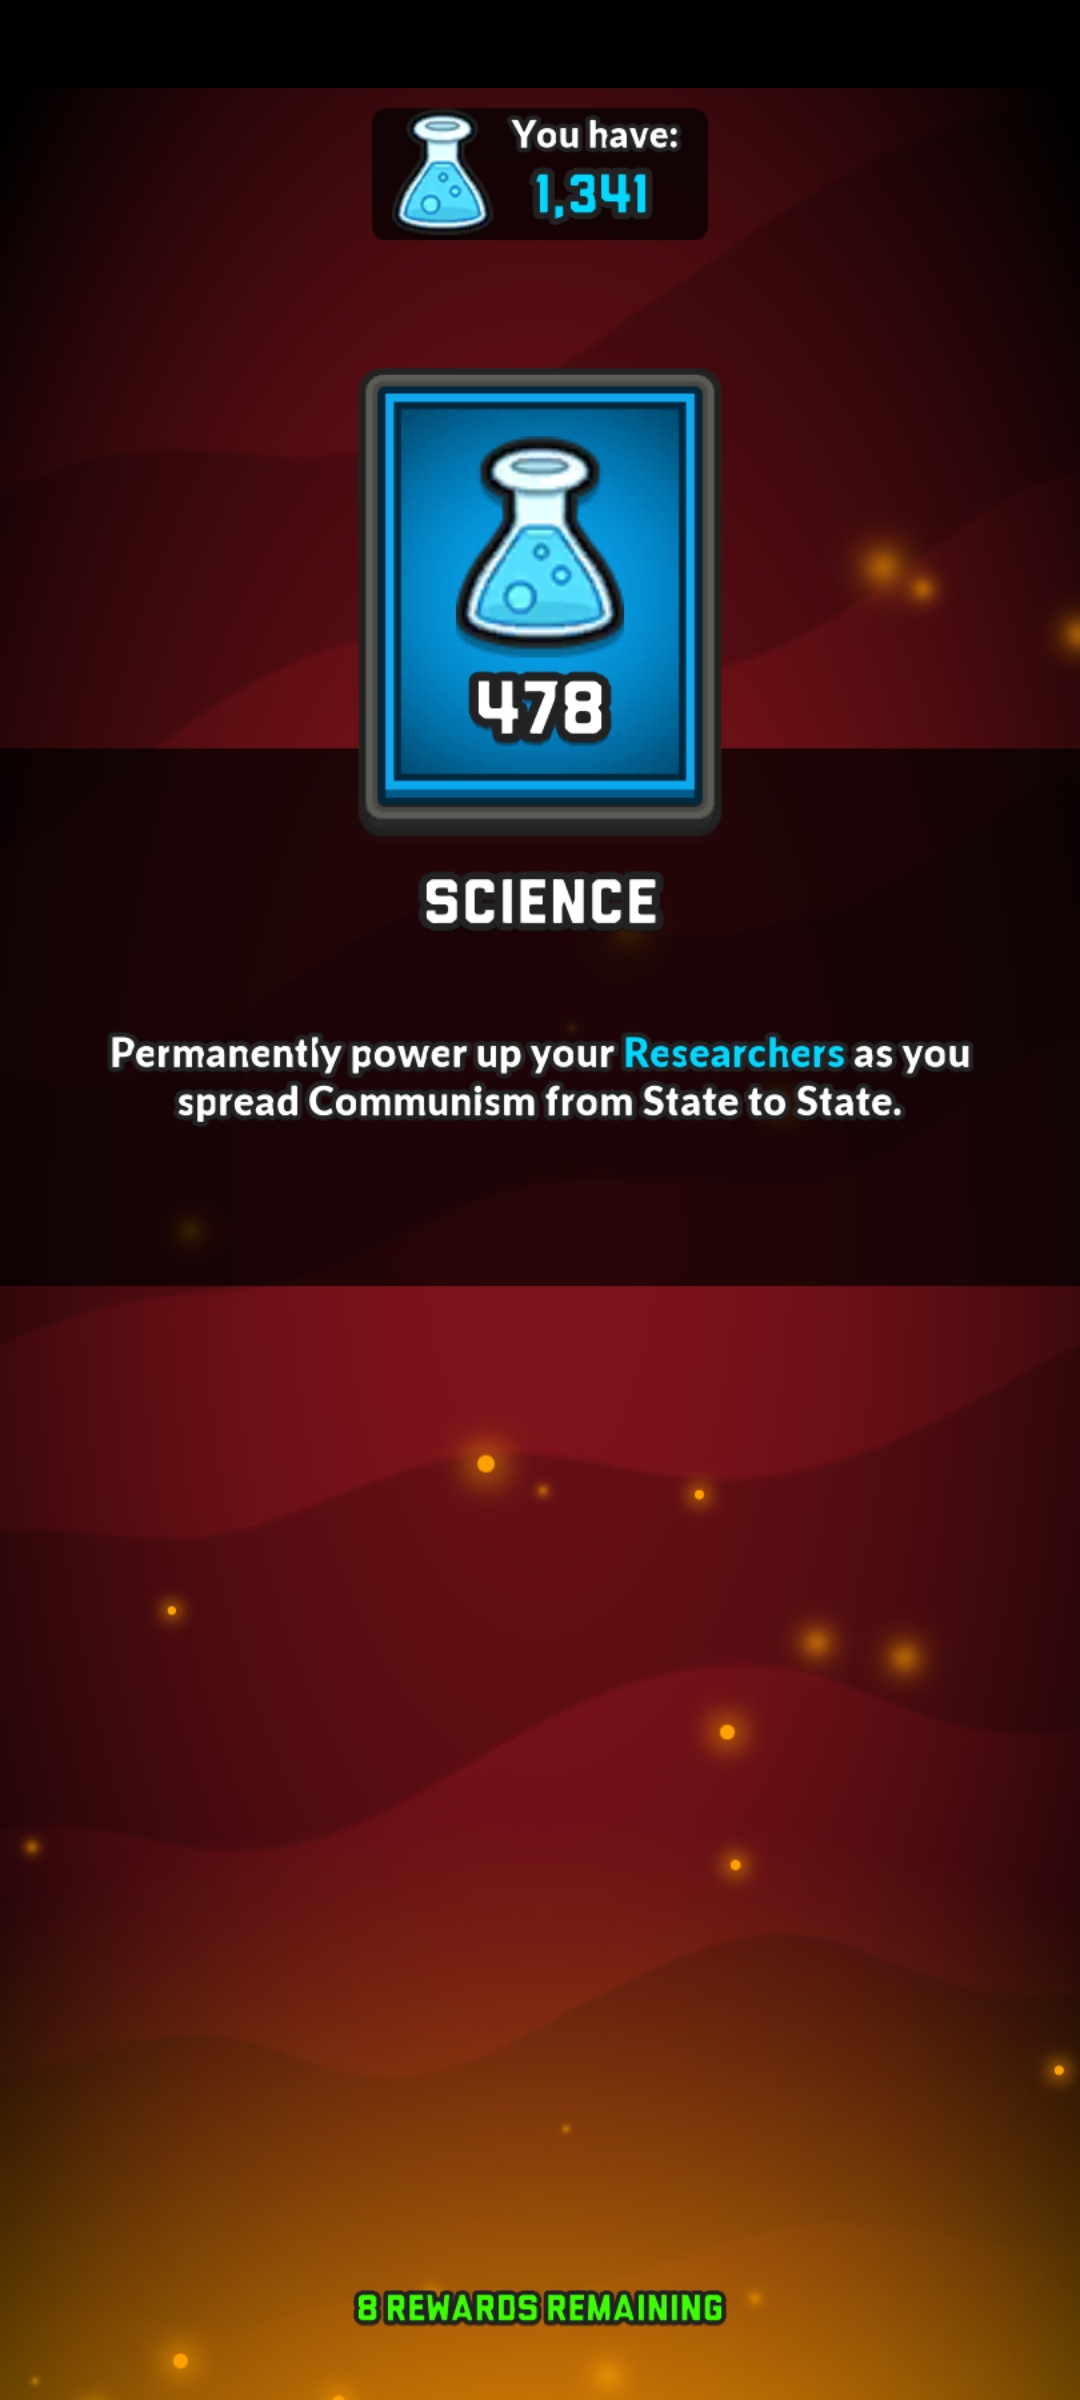 You have:
1,341
478
SCIENCE
Permanently power up your Researchers as you
spread Communism from State to State.
8 REWARDS REMAINING